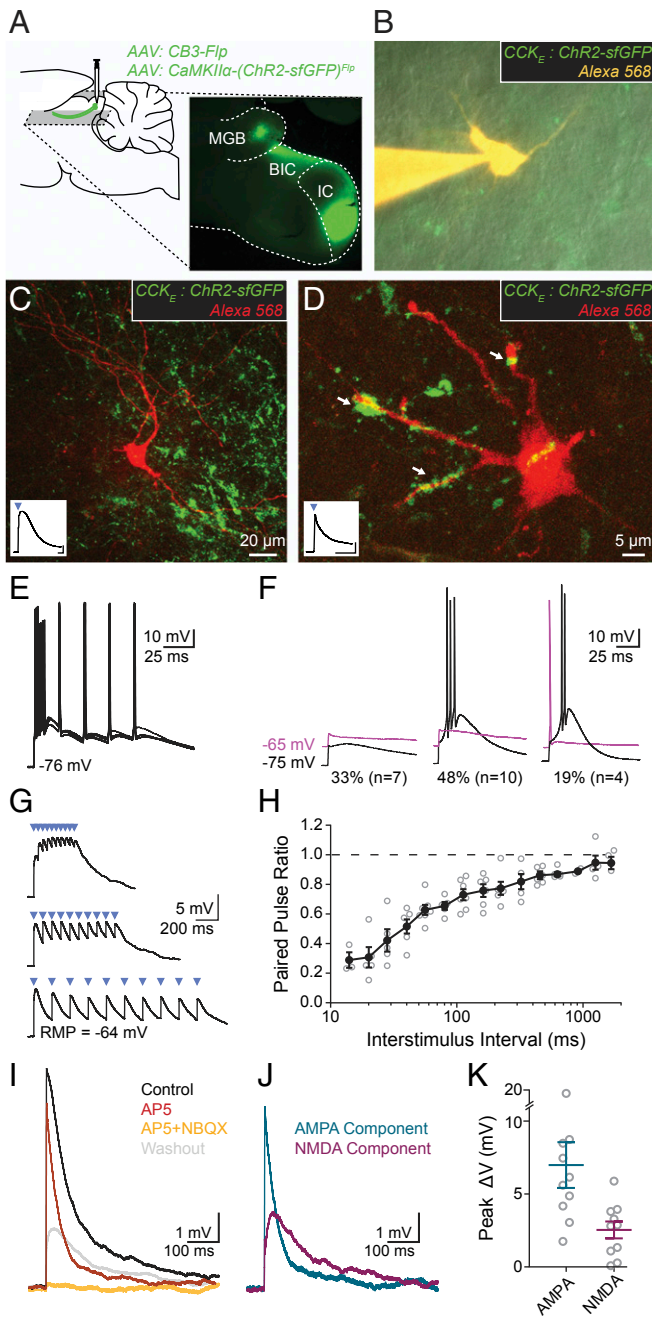 A
AAV: CB3-Flp
AAV: CaMKIIα-(ChR2-sfGFP)Flp
MGB
BIC
IC
B
CCKE : ChR2-sfGFP
Alexa 568
C
CCKE : ChR2-sfGFP
Alexa 568
20 μm
D
CCKE : ChR2-sfGFP
Alexa 568
5 μm
E
10 mV
25 ms
-76 mV
F
10 mV
25 ms
-65 mV
-75 mV
33% (n=7)
48% (n=10)
19% (n=4)
G
5 mV
200 ms
RMP = -64 mV
H
Paired Pulse Ratio
1.2
1.0
0.8
0.6
0.4
0.2
0.0
10
100
1000
Interstimulus Interval (ms)
I
Control
AP5
AP5+NBQX
Washout
1 mV
100 ms
J
AMPA Component
NMDA Component
1 mV
100 ms
K
Peak ΔV (mV)
20
10
5
0
AMPA
NMDA